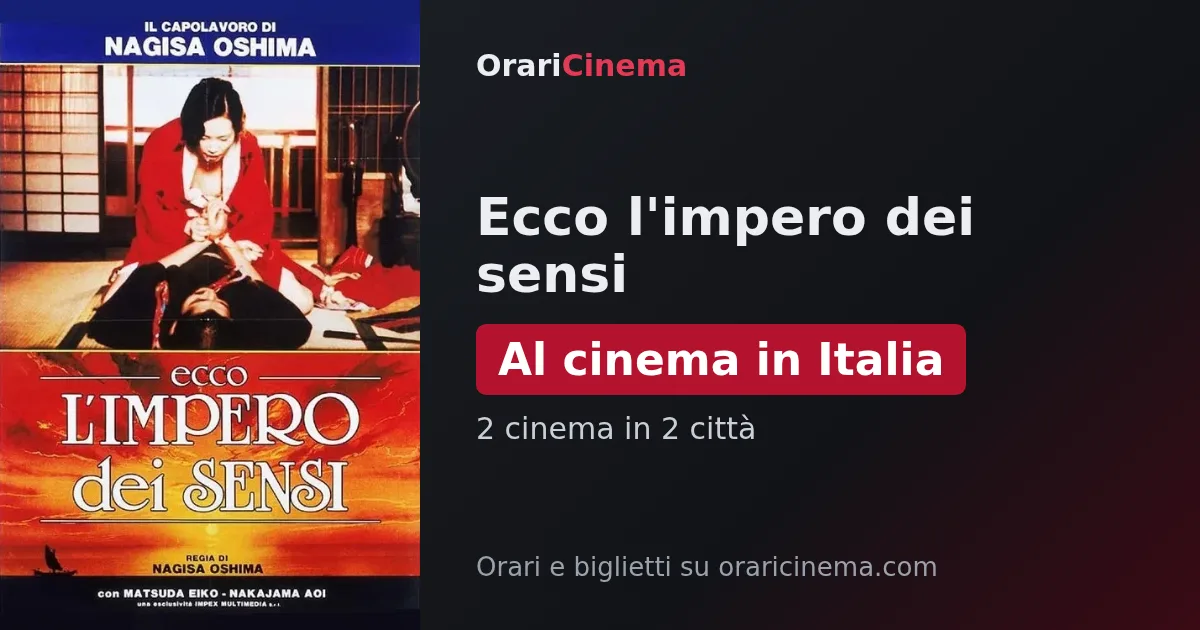 IL CAPOLAVORO DI
NAGISA OSHIMA
ecco
L'IMPERO
dei SENSI
REGIA DI
NAGISA OSHIMA
con MATSUDA EIKO - NAKAJAMA AOI
una esclusività IMPEX MULTIMEDIA s.r.l.
OrariCinema
Ecco l'impero dei
sensi
Al cinema in Italia
2 cinema in 2 città
Orari e biglietti su oraricinema.com